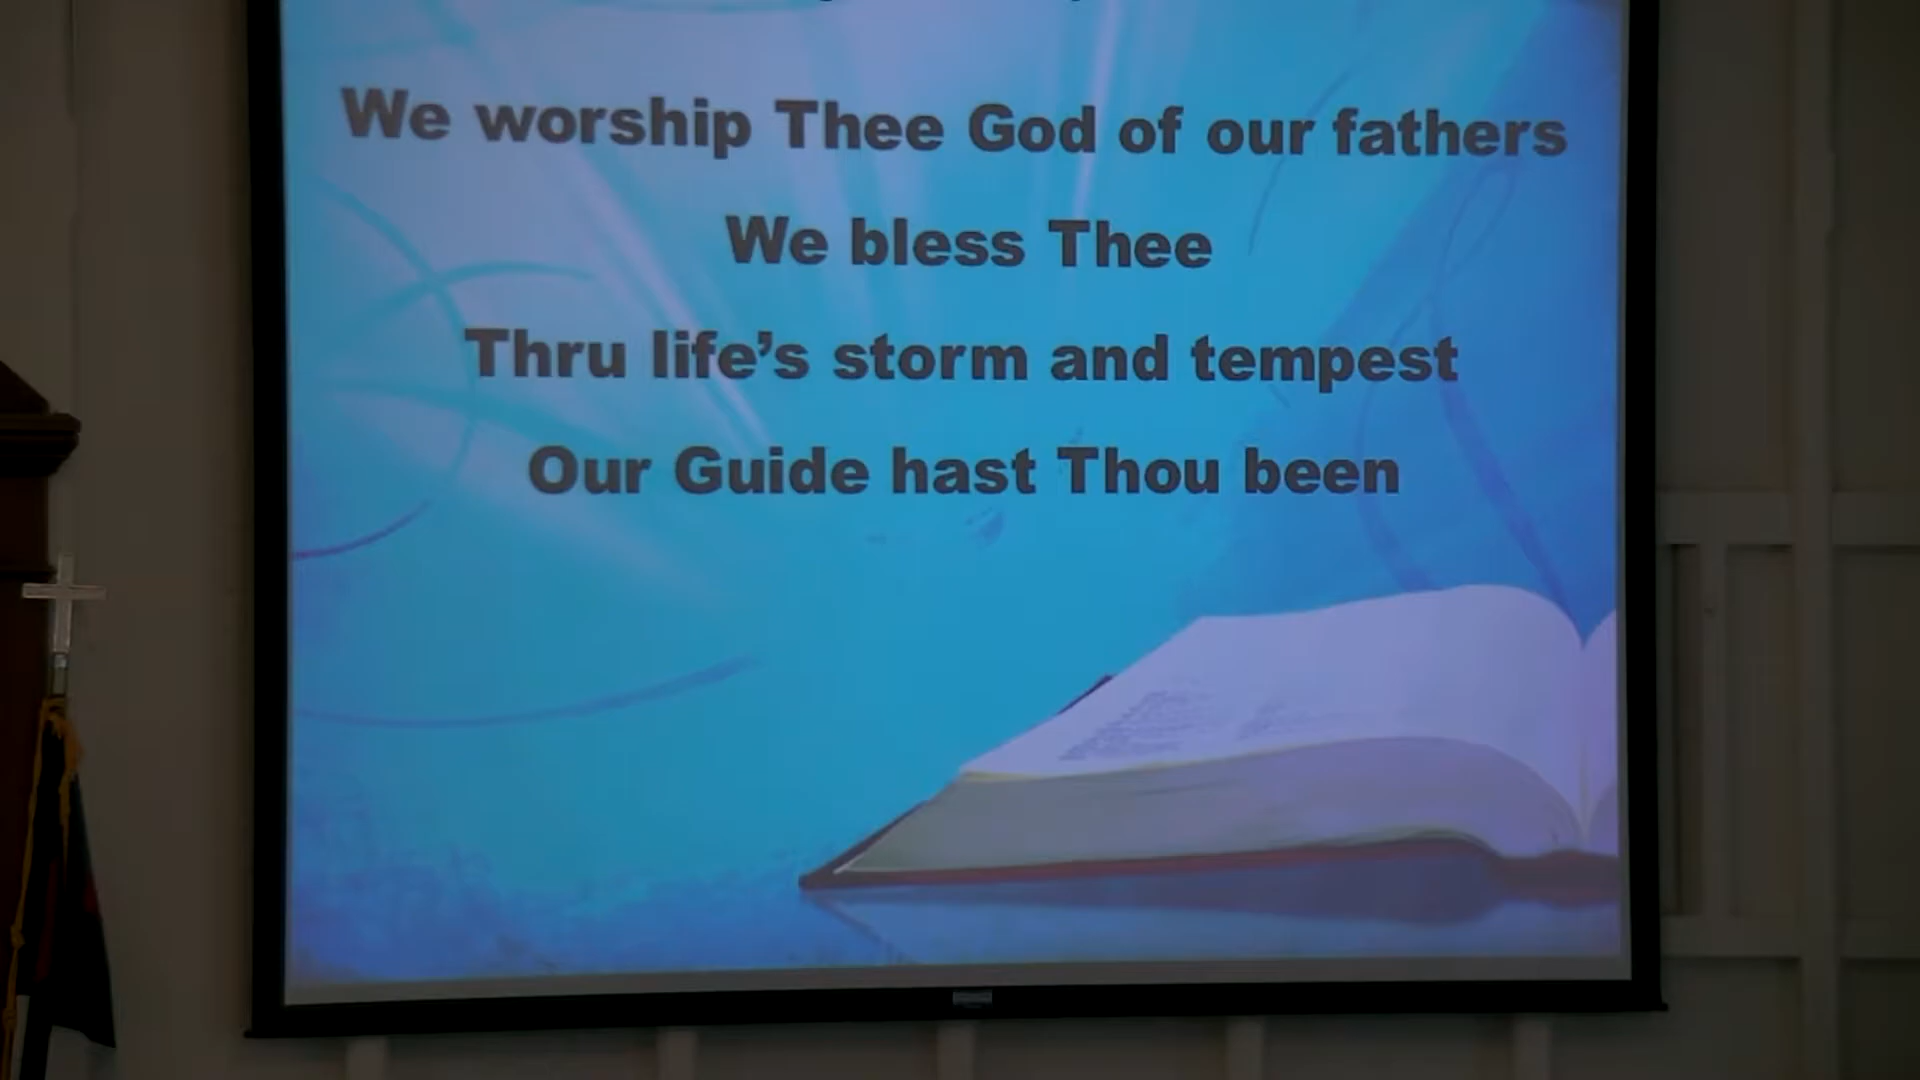 We worship Thee God of our fathers
We bless Thee
Thru life’s storm and tempest
Our Guide hast Thou been